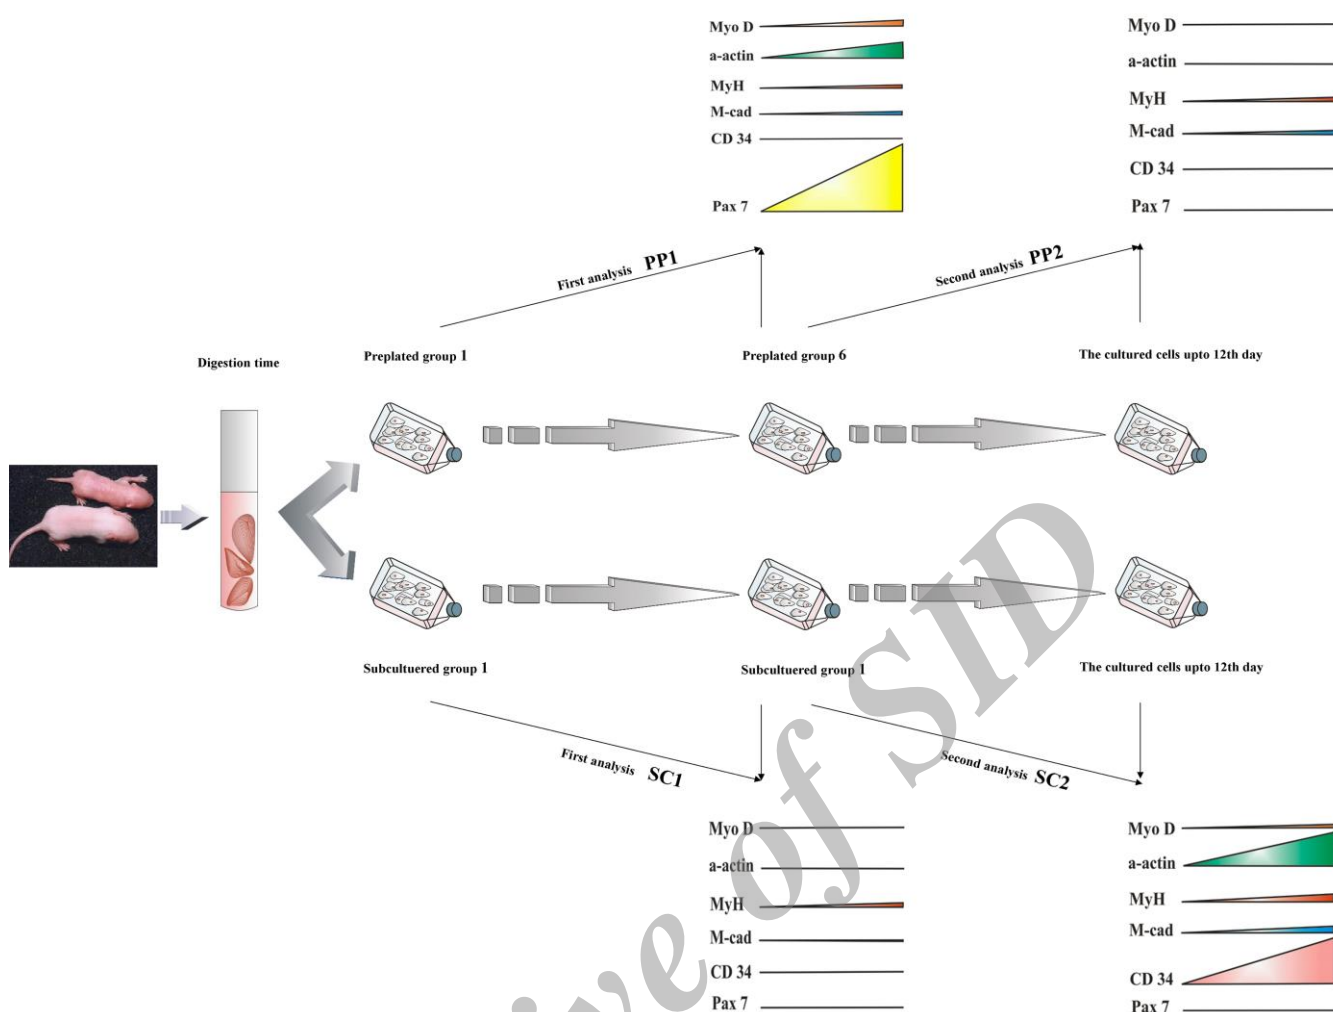 Myo D
a-actin
MyH
M-cad
CD 34
Pax 7
Myo D
a-actin
MyH
M-cad
CD 34
Pax 7
First analysis PP1
Second analysis PP2
Digestion time
Preplated group 1
Preplated group 6
The cultured cells upto 12th day
Subcultuered group 1
Subcultuered group 1
The cultured cells upto 12th day
First analysis SC1
Second analysis SC2
Myo D
a-actin
MyH
M-cad
CD 34
Pax 7
Myo D
a-actin
MyH
M-cad
CD 34
Pax 7
ive of SID